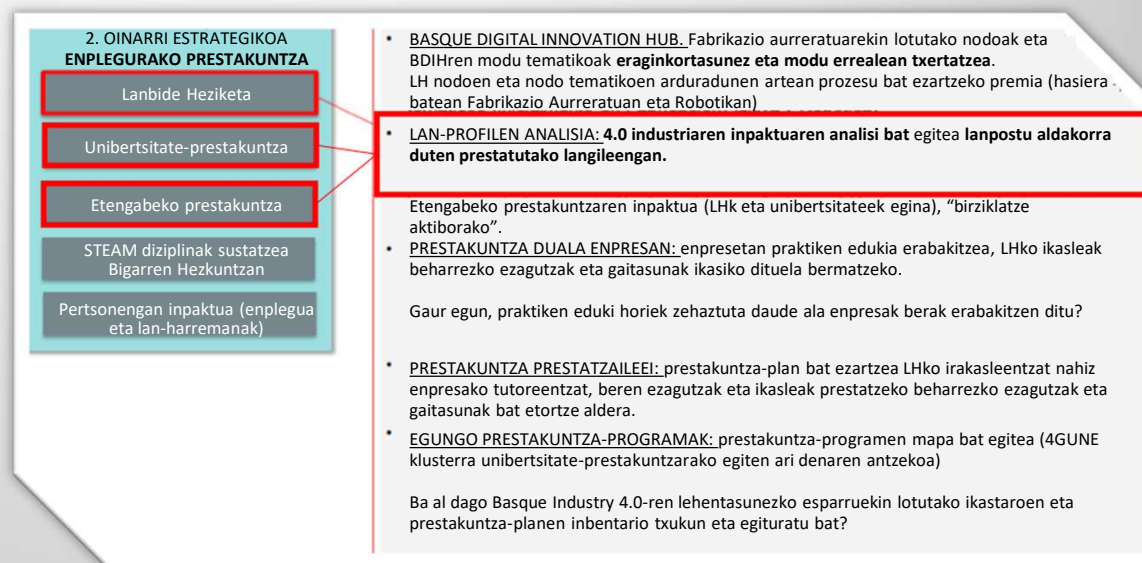 2. OINARRI ESTRATEGIKOA
ENPLEGURAKO PRESTAKUNTZA
Lanbide Heziketa
Unibertsitate-prestakuntza
Etengabeko prestakuntza
STEAM diziplinak sustatzea
Bigarren Hezkuntzan
Pertsonengan inpaktua (enplegua
eta lan-harremanak)
• BASQUE DIGITAL INNOVATION HUB. Fabrikazio aurreratuarekin lotutako nodoak eta
BDIHren modu tematikoak eraginkortasunez eta modu errealean txertatzea.
LH nodoen eta nodo tematikoen arduradunen artean prozesu bat ezartzeko premia (hasiera
batean Fabrikazio Aurreratuan eta Robotikan)
• LAN-PROFILEN ANALISIA: 4.0 industriaren inpaktuaren analisi bat egitea lanpostu aldakorra
duten prestatutako langileengan.
Etengabeko prestakuntzaren inpaktua (LHk eta unibertsitateek egina), “birziklatze
aktiborako”.
• PRESTAKUNTZA DUALA ENPRESAN: enpresetan praktiken edukia erabakitzea, LHko ikasleak
beharrezko ezagutzak eta gaitasunak ikasiko dituela bermatzeko.
Gaur egun, praktiken eduki horiek zehaztuta daude ala enpresak berak erabakitzen ditu?
• PRESTAKUNTZA PRESTATZAILEEI: prestakuntza-plan bat ezartzea LHko irakasleentzat nahiz
enpresako tutoreentzat, beren ezagutzak eta ikasleak prestatzeko beharrezko ezagutzak eta
gaitasunak bat etortze aldera.
• EGUNGO PRESTAKUNTZA-PROGRAMAK: prestakuntza-programen mapa bat egitea (4GUNE
klusterra unibertsitate-prestakuntzarako egiten ari denaren antzekoa)
Ba al dago Basque Industry 4.0-ren lehentasunezko esparruekin lotutako ikastaroen eta
prestakuntza-planen inbentario txukun eta egituratu bat?